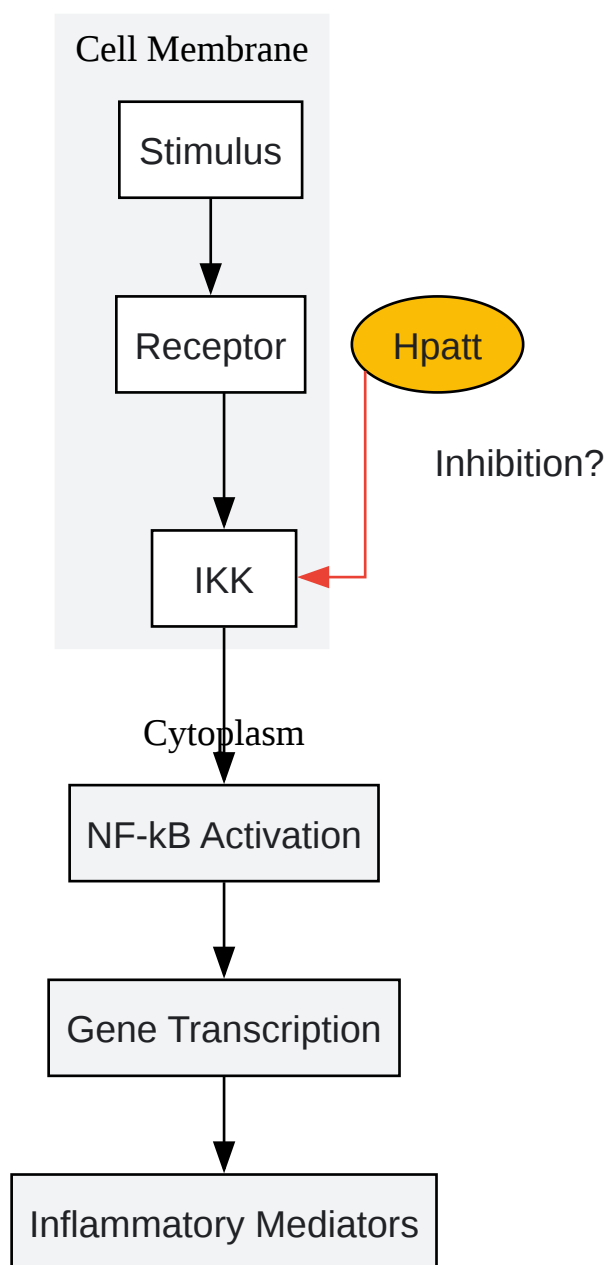 Cell Membrane
Stimulus
Receptor
Hpatt
Inhibition?
IKK
Cytoplasm
NF-kB Activation
Gene Transcription
Inflammatory Mediators